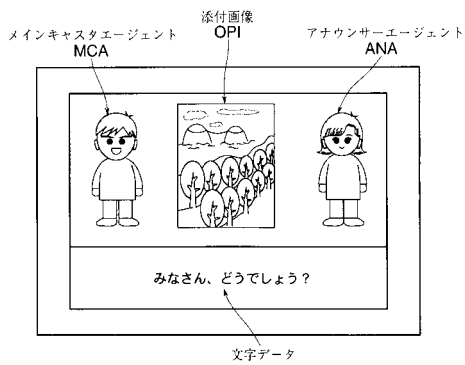 添付画像
OPI
メインキャスタエージェント
MCA
アナウンサーエージェント
ANA
みなさん、どうでしょう？
文字データ